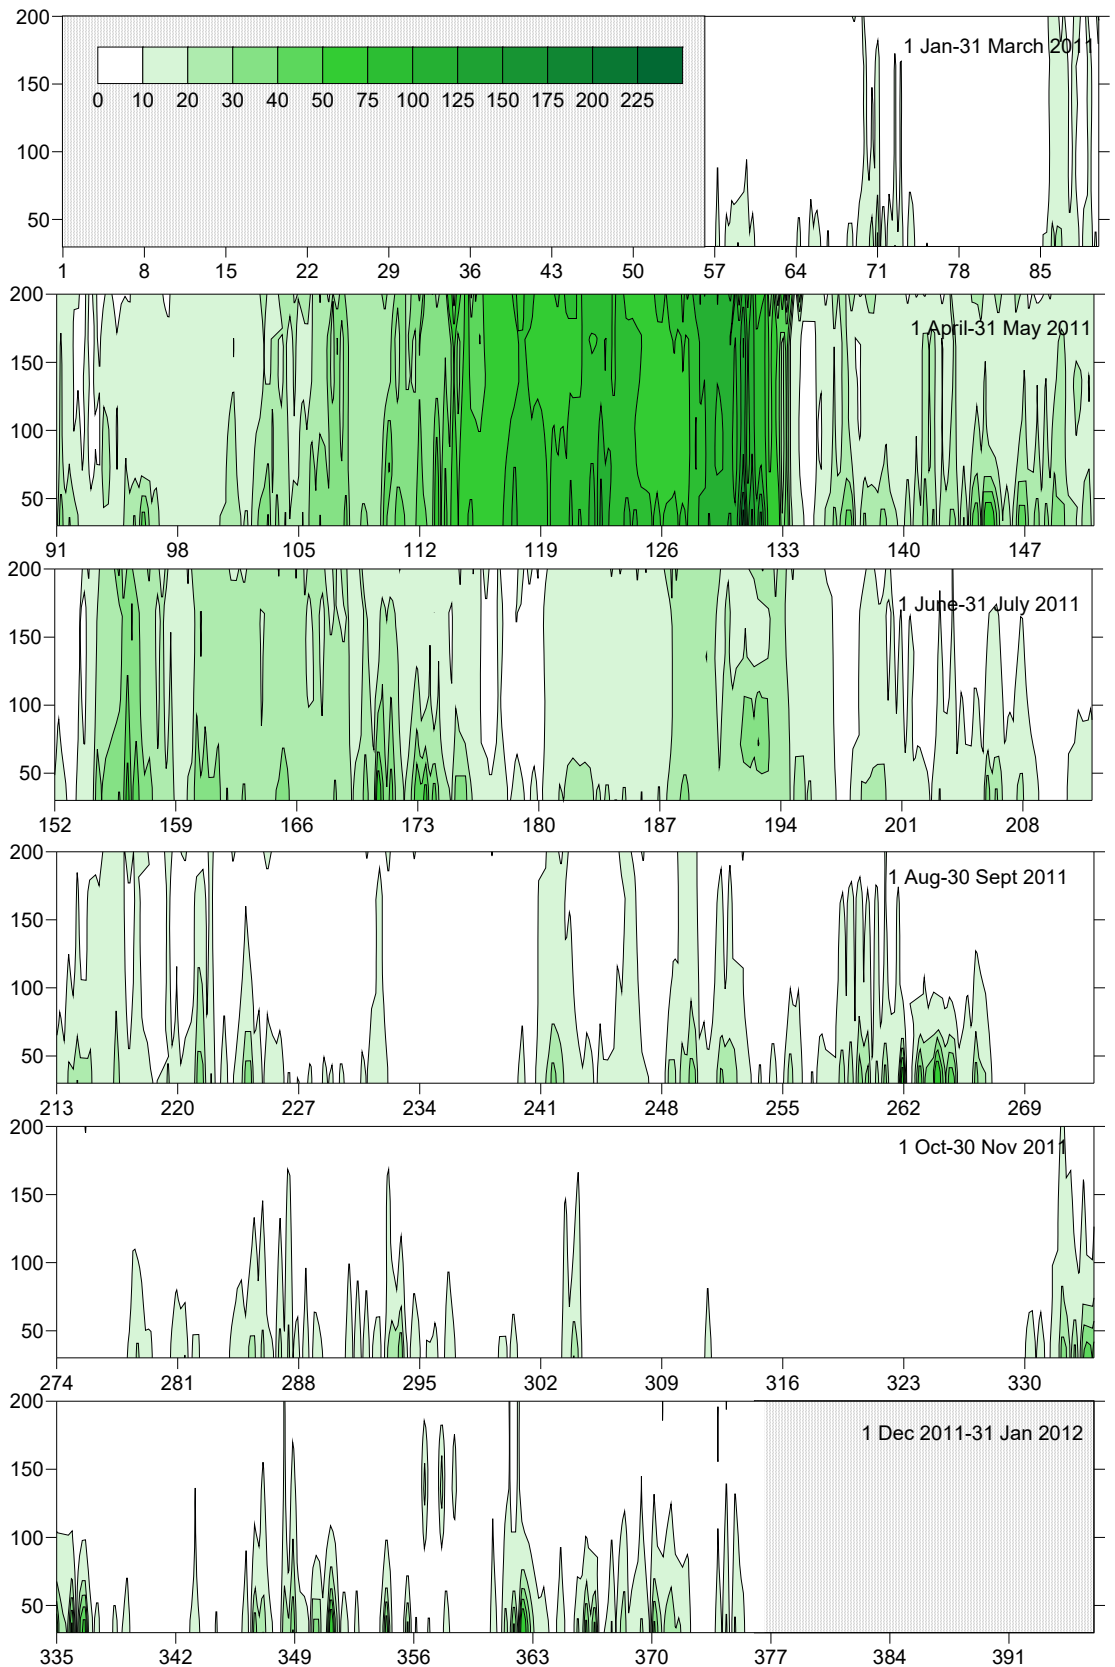 200
1 Jan-31 March 2011
150
0 10 20 30 40 50 75 100 125 150 175 200 225
100
50
1 8 15 22 29 36 43 50 57 64 71 78 85
200
1 April-31 May 2011
150
100
50
91 98 105 112 119 126 133 140 147
200
1 June-31 July 2011
150
100
50
152 159 166 173 180 187 194 201 208
200
1 Aug-30 Sept 2011
150
100
50
213 220 227 234 241 248 255 262 269
200
1 Oct-30 Nov 2011
150
100
50
274 281 288 295 302 309 316 323 330
200
1 Dec 2011-31 Jan 2012
150
100
50
335 342 349 356 363 370 377 384 391